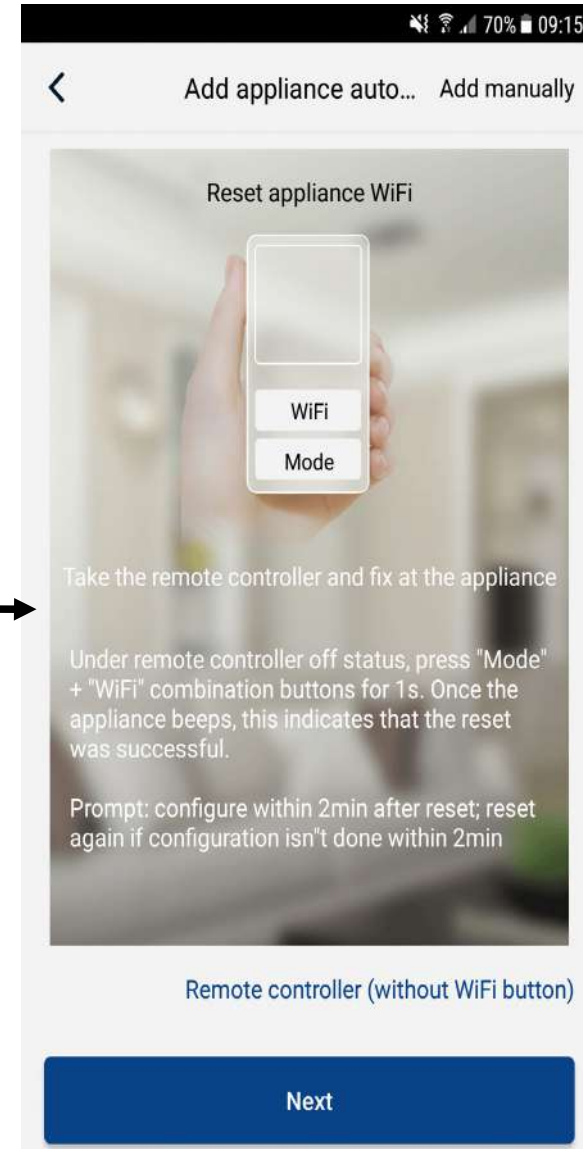 70% 09:15
Add appliance auto... Add manually
Reset appliance WiFi
WiFi
Mode
Take the remote controller and fix at the appliance
Under remote controller off status, press "Mode"
+ "WiFi" combination buttons for 1s. Once the
appliance beeps, this indicates that the reset
was successful.
Prompt: configure within 2min after reset; reset
again if configuration isn"t done within 2min
Remote controller (without WiFi button)
Next